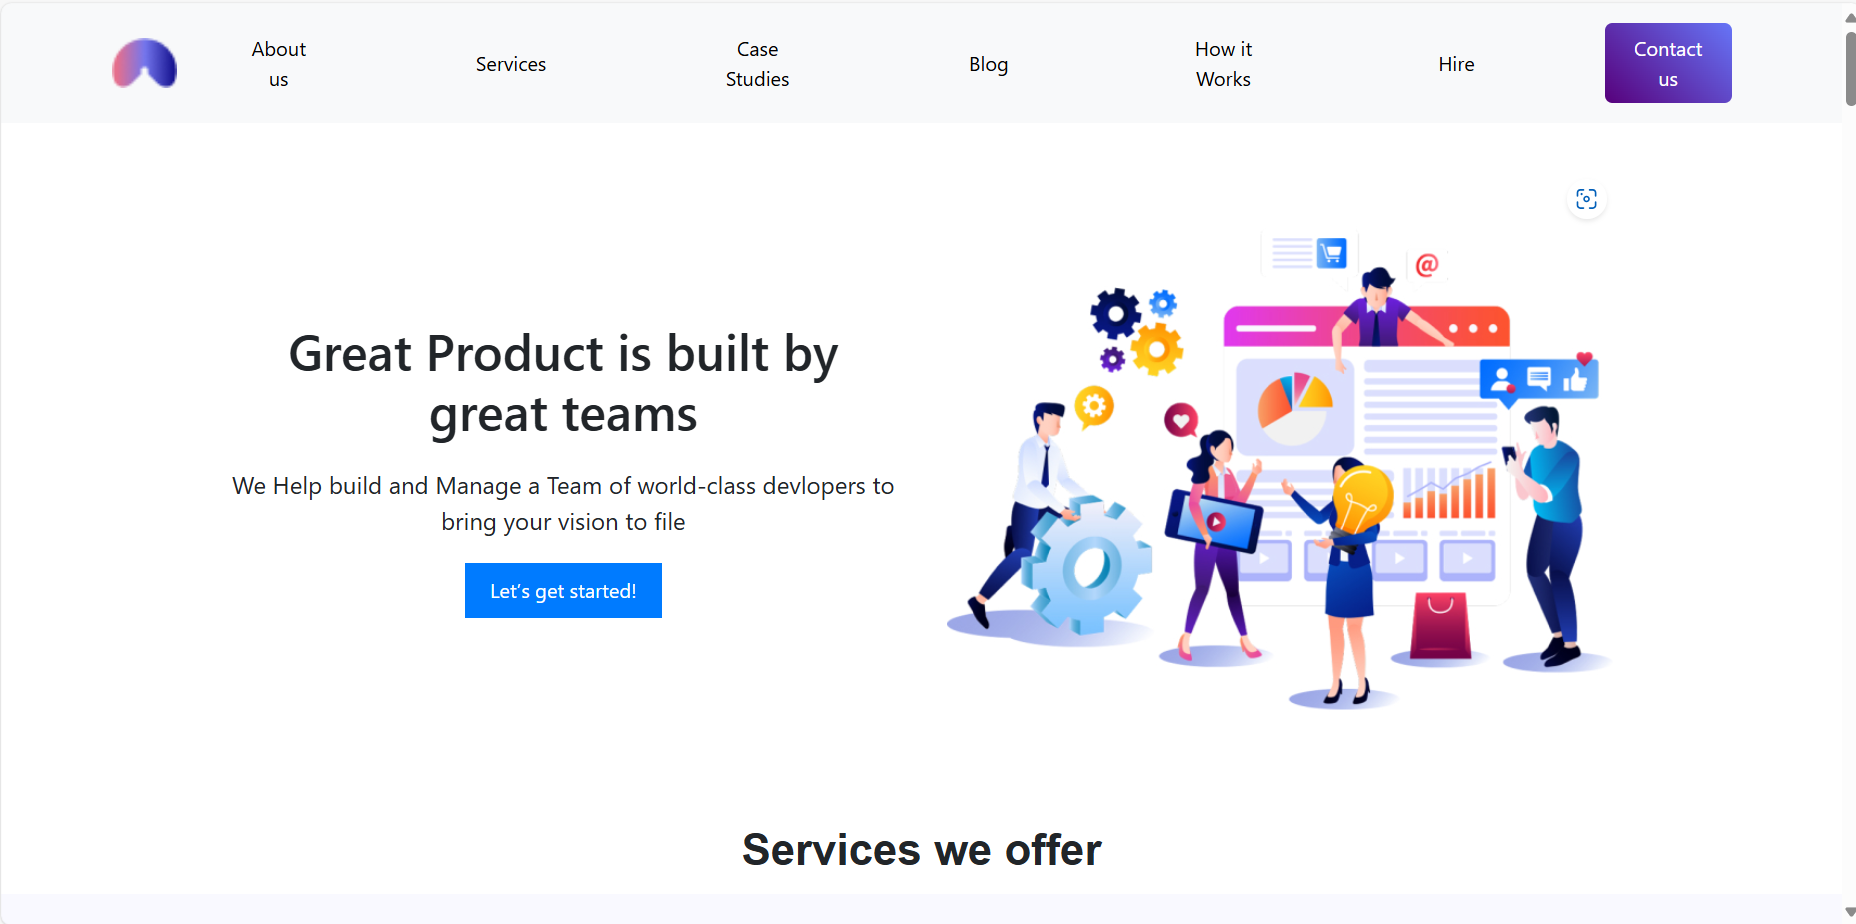 About
us
Services
Case
Studies
Blog
How it
Works
Hire
Contact
us
@
Great Product is built by
great teams
We Help build and Manage a Team of world-class devlopers to
bring your vision to file
Let’s get started!
Services we offer